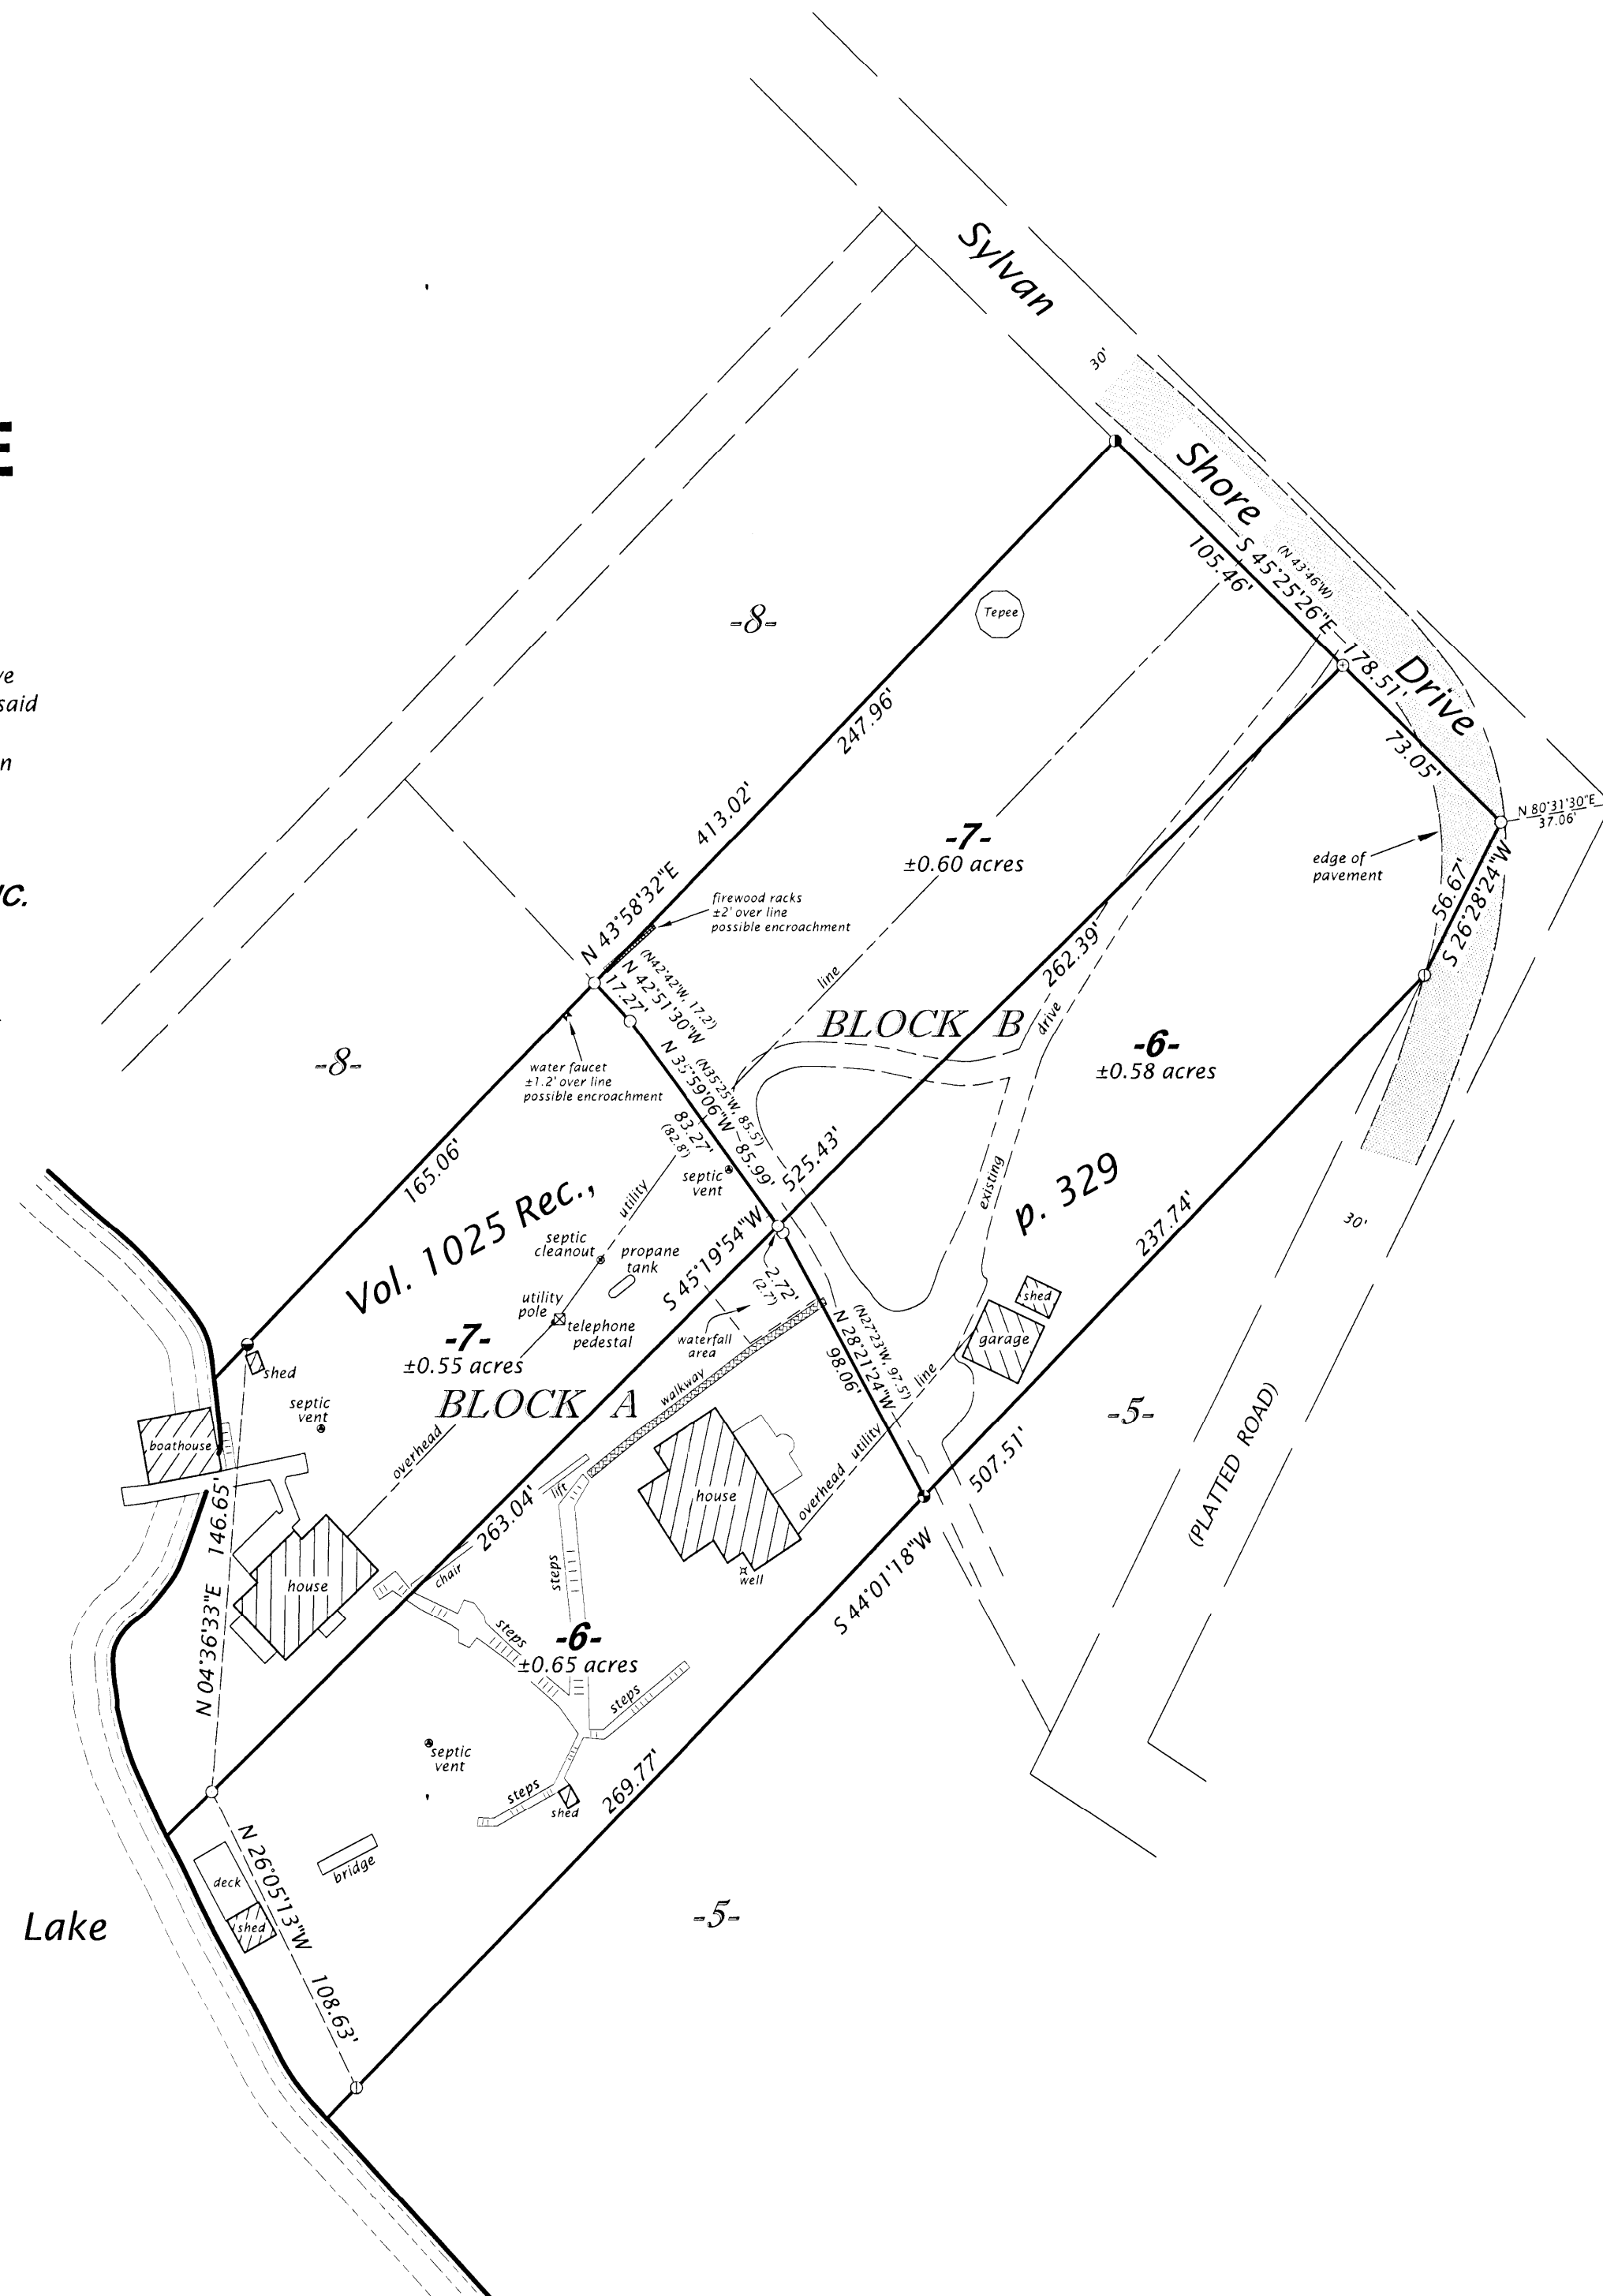 E
Sylvan
30'
Shore
Drive
105.46'
S 45°25'26"E
178.51'
(N 43°46'W)
73.05'
N 80°31'30"E
37.06'
edge of
pavement
56.67'
S 26°28'24"W
-8-
Tepee
247.96'
413.02'
N 43°58'32"E
-7-
±0.60 acres
said
n
IC.
firewood racks
±2' over line
possible encroachment
(N42°42'W, 17.2')
N 42°51'30"W
17.27'
line
262.39'
BLOCK B
drive
-6-
±0.58 acres
-8-
water faucet
±1.2' over line
possible encroachment
(N35°25'W, 85.5')
N 35°59'06"W
85.99'
83.27'
(82.8')
525.43'
165.06'
septic
vent
utility
existing
Vol. 1025 Rec.,
p. 329
septic
cleanout
propane
tank
S 45°19'54"W
237.74'
30'
2.72'
(2.7')
utility
pole
telephone
pedestal
waterfall
area
(N27°23'W, 97.5')
N 28°21'24"W
98.06'
shed
garage
-7-
±0.55 acres
shed
walkway
line
BLOCK A
septic
vent
-5-
(PLATTED ROAD)
boathouse
overhead
utility
overhead
507.51'
house
lift
263.04'
146.65'
N 04°36'33"E
house
chair
steps
well
S 44°01'18"W
steps
-6-
±0.65 acres
steps
septic
vent
steps
shed
269.77'
bridge
deck
shed
N 26°05'13"W
108.63'
Lake
-5-